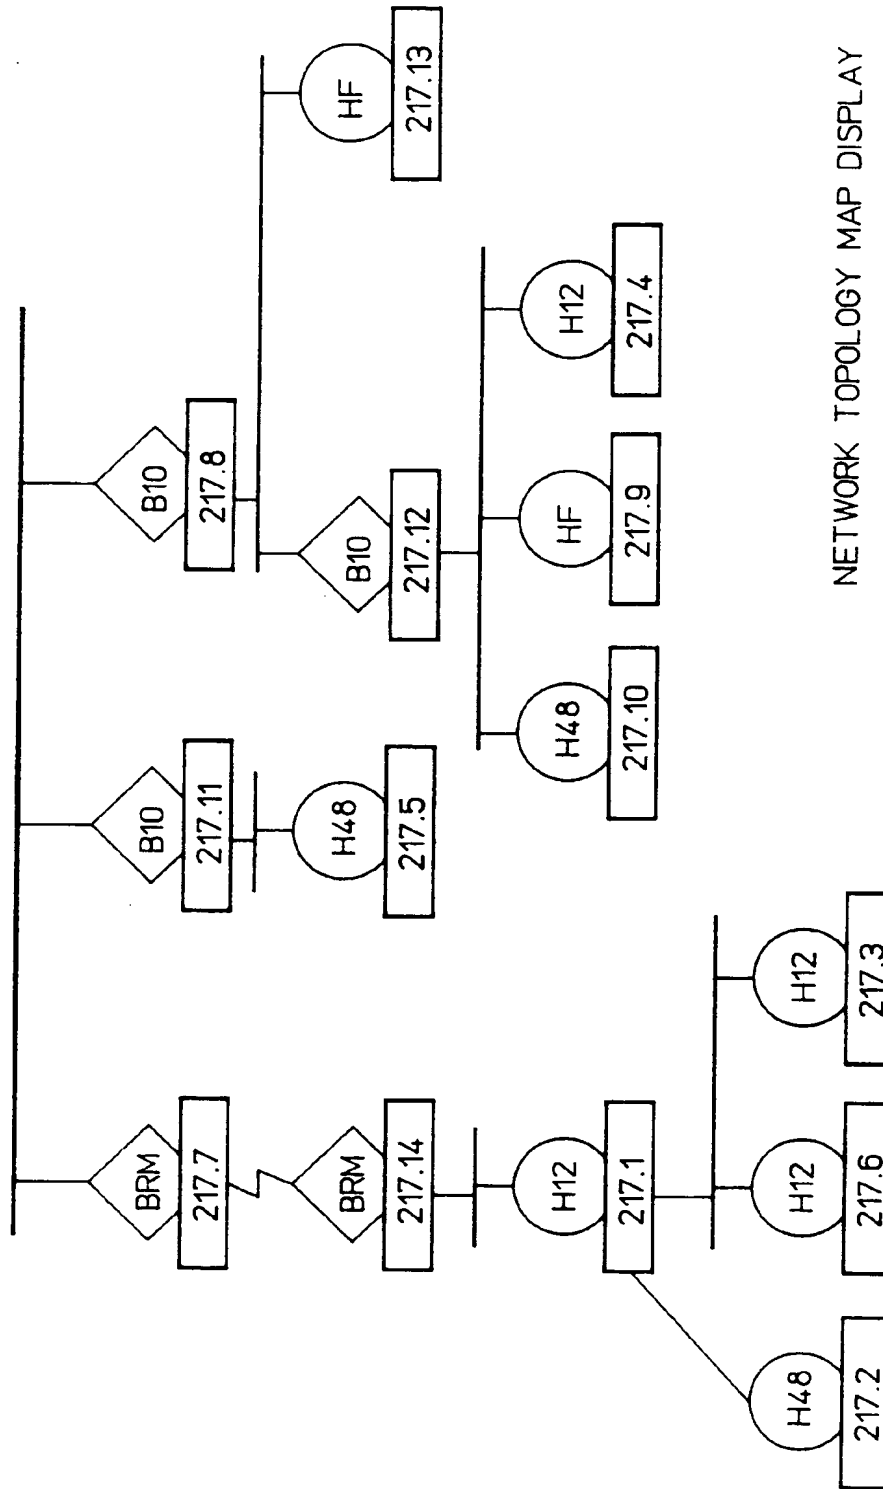 BRM
B10
B10
217.7
217.11
217.8
BRM
H48
B10
HF
217.14
217.5
217.12
217.13
H12
H48
HF
H12
217.1
217.10
217.9
217.4
H48
H12
H12
217.2
217.6
217.3
NETWORK TOPOLOGY MAP DISPLAY